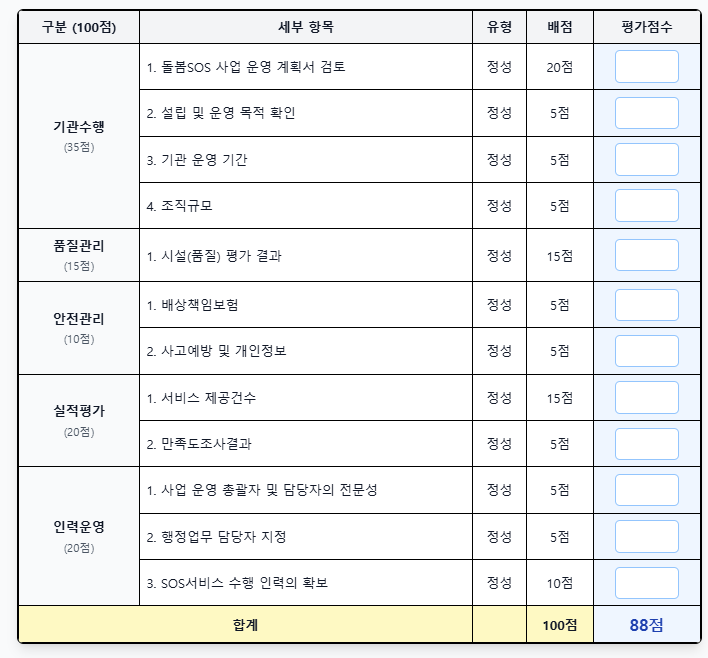 구분 (100점) 세부 항목 유형 배점 평가점수
기관수행
(35점)
1. 돌봄SOS 사업 운영 계획서 검토 정성 20점
2. 설립 및 운영 목적 확인 정성 5점
3. 기관 운영 기간 정성 5점
4. 조직규모 정성 5점
품질관리
(15점)
1. 시설(품질) 평가 결과 정성 15점
안전관리
(10점)
1. 배상책임보험 정성 5점
2. 사고예방 및 개인정보 정성 5점
실적평가
(20점)
1. 서비스 제공건수 정성 15점
2. 만족도조사결과 정성 5점
인력운영
(20점)
1. 사업 운영 총괄자 및 담당자의 전문성 정성 5점
2. 행정업무 담당자 지정 정성 5점
3. SOS서비스 수행 인력의 확보 정성 10점
합계 100점 88점